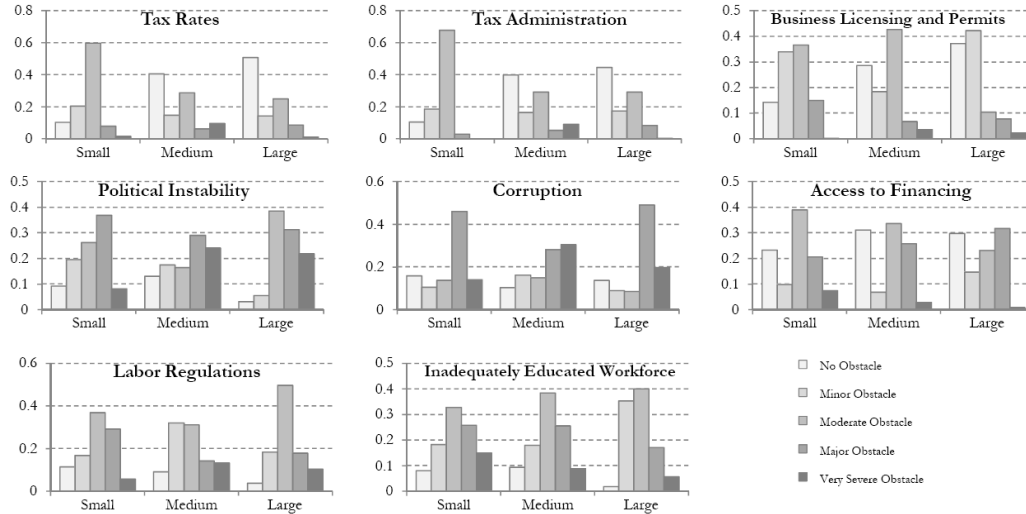 Tax Rates
0.8
0.6
0.4
0.2
0
Small Medium Large
Tax Administration
0.8
0.6
0.4
0.2
0
Small Medium Large
Business Licensing and Permits
0.5
0.4
0.3
0.2
0.1
0
Small Medium Large
Political Instability
0.5
0.4
0.3
0.2
0.1
0
Small Medium Large
Corruption
0.6
0.4
0.2
0
Small Medium Large
Access to Financing
0.5
0.4
0.3
0.2
0.1
0
Small Medium Large
Labor Regulations
0.6
0.4
0.2
0
Small Medium Large
Inadequately Educated Workforce
0.5
0.4
0.3
0.2
0.1
0
Small Medium Large
No Obstacle
Minor Obstacle
Moderate Obstacle
Major Obstacle
Very Severe Obstacle